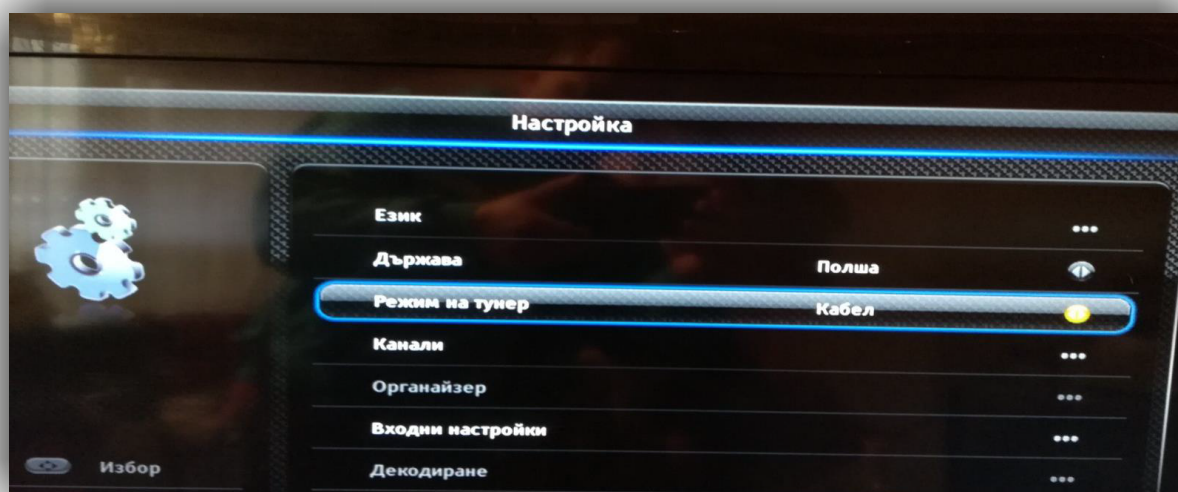 Настройка
Език
Държава Полша
Режим на тунер Кабел
Канали
Органайзер
Входни настройки
Декодиране
Избор